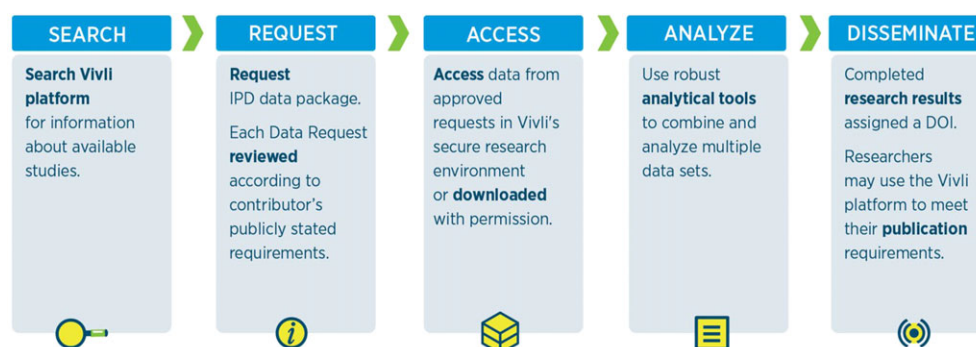 SEARCH
Search Vivli
platform
for information
about available
studies.
REQUEST
Request
IPD data package.
Each Data Request
reviewed
according to
contributor's
publicly stated
requirements.
ACCESS
Access data from
approved
requests in Vivli's
secure research
environment
or downloaded
with permission.
ANALYZE
Use robust
analytical tools
to combine and
analyze multiple
data sets.
DISSEMINATE
Completed
research results
assigned a DOI.
Researchers
may use the Vivli
platform to meet
their publication
requirements.
i